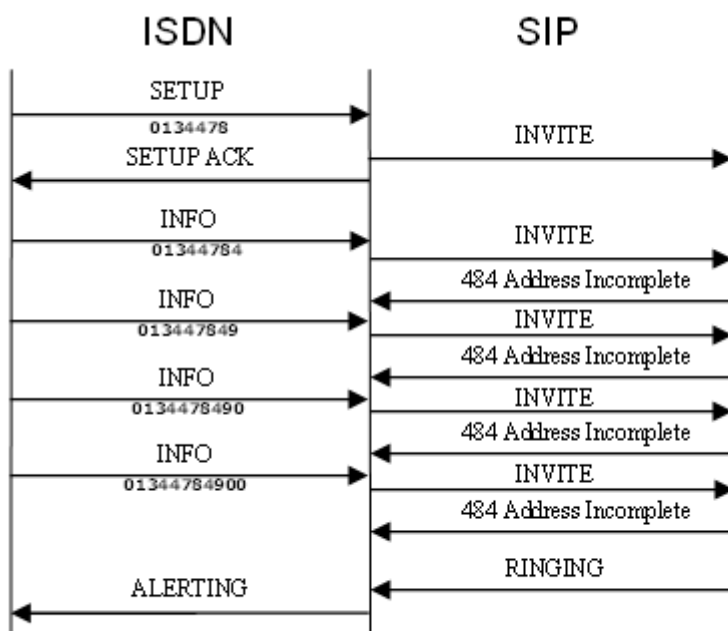 ISDN SIP
SETUP
0134478
INVITE
SETUP ACK
INFO
01344784
INVITE
484 Address Incomplete
INFO
013447849
INVITE
484 Address Incomplete
INFO
0134478490
INVITE
484 Address Incomplete
INFO
01344784900
INVITE
484 Address Incomplete
RINGING
ALERTING